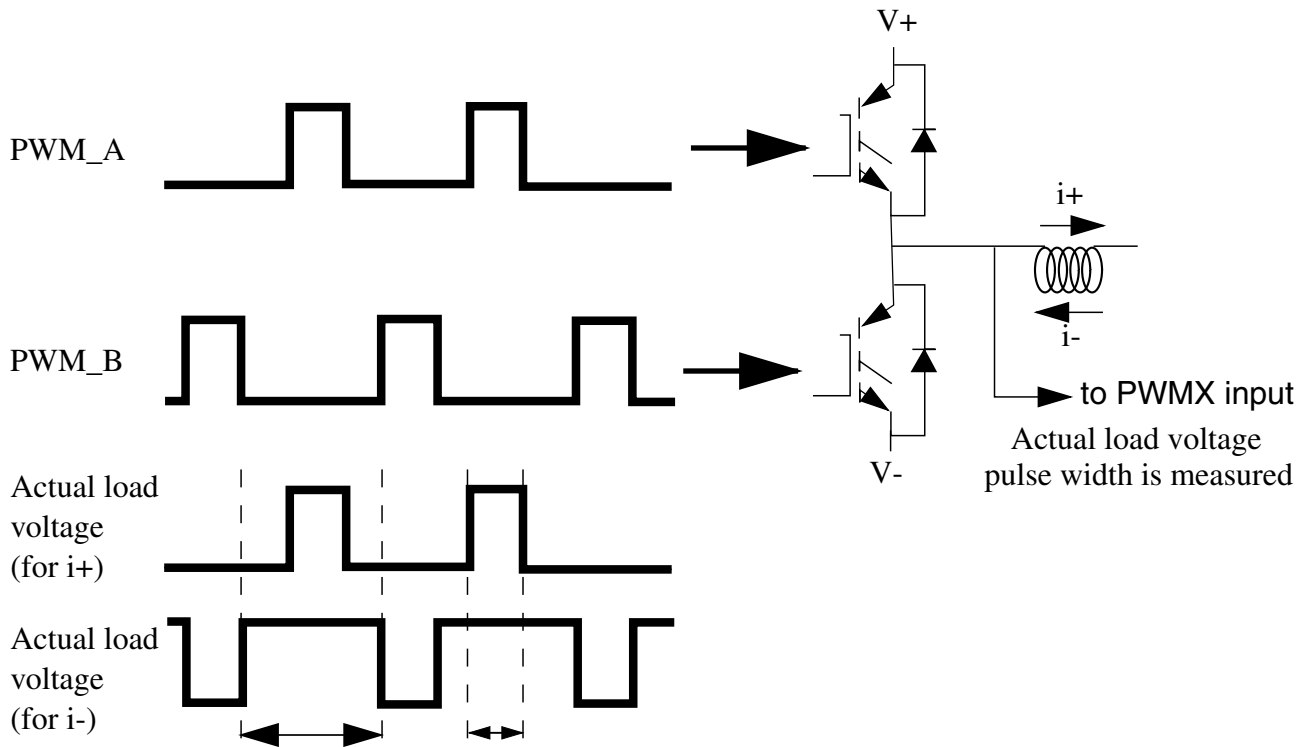 V+
PWM_A
i+
PWM_B
i-
to PWMX input
Actual load voltage
pulse width is measured
V-
Actual load
voltage
(for i+)
Actual load
voltage
(for i-)